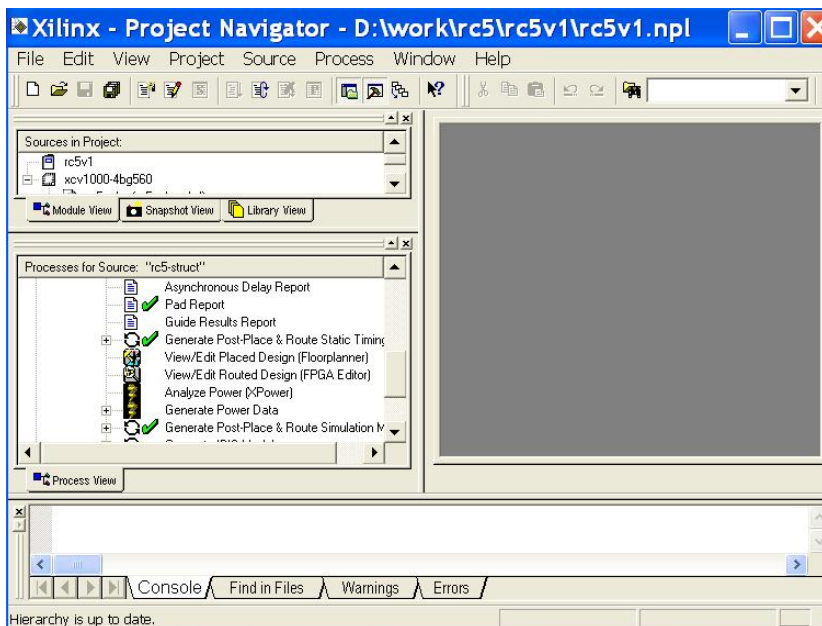 Xilinx - Project Navigator - D:\work\rc5\rc5v1\rc5v1.npl
File Edit View Project Source Process Window Help
Sources in Project:
rc5v1
xcv1000-4bg560
Module View Snapshot View Library View
Processes for Source: "rc5-struct"
Asynchronous Delay Report
Pad Report
Guide Results Report
Generate Post-Place & Route Static Timing
View/Edit Placed Design (Floorplanner)
View/Edit Routed Design (FPGA Editor)
Analyze Power (XPower)
Generate Power Data
Generate Post-Place & Route Simulation M
Process View
Console Find in Files Warnings Errors
Hierarchy is up to date.